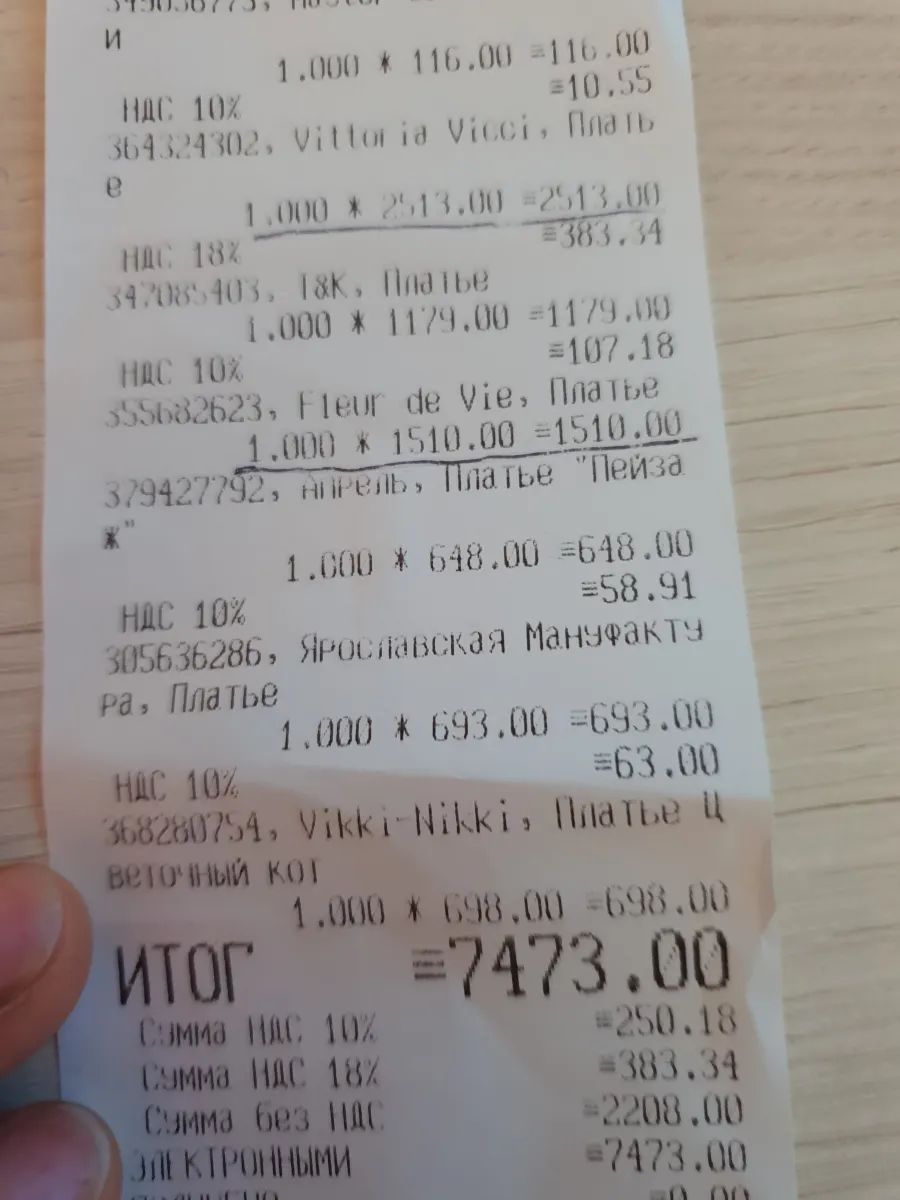 и
1.000 * 116.00 =116.00
НДС 10% =10.55
364324302, Vittoria Vicci, Плать
е
1.000 * 2513.00 =2513.00
НДС 18% =383.34
347085403, T&K, Платье
1.000 * 1179.00 =1179.00
НДС 10% =107.18
355682623, Fleur de Vie, Платье
1.000 * 1510.00 =1510.00
379427792, Апрель, Платье "Пейза
ж"
1.000 * 648.00 =648.00
НДС 10% =58.91
305636286, Ярославская Мануфакту
ра, Платье
1.000 * 693.00 =693.00
НДС 10% =63.00
368280754, Vikki-Nikki, Платье Ц
веточный кот
1.000 * 698.00 =698.00
ИТОГ =7473.00
Сумма НДС 10% =250.18
Сумма НДС 18% =383.34
Сумма без НДС =2208.00
ЭЛЕКТРОННЫМИ =7473.00